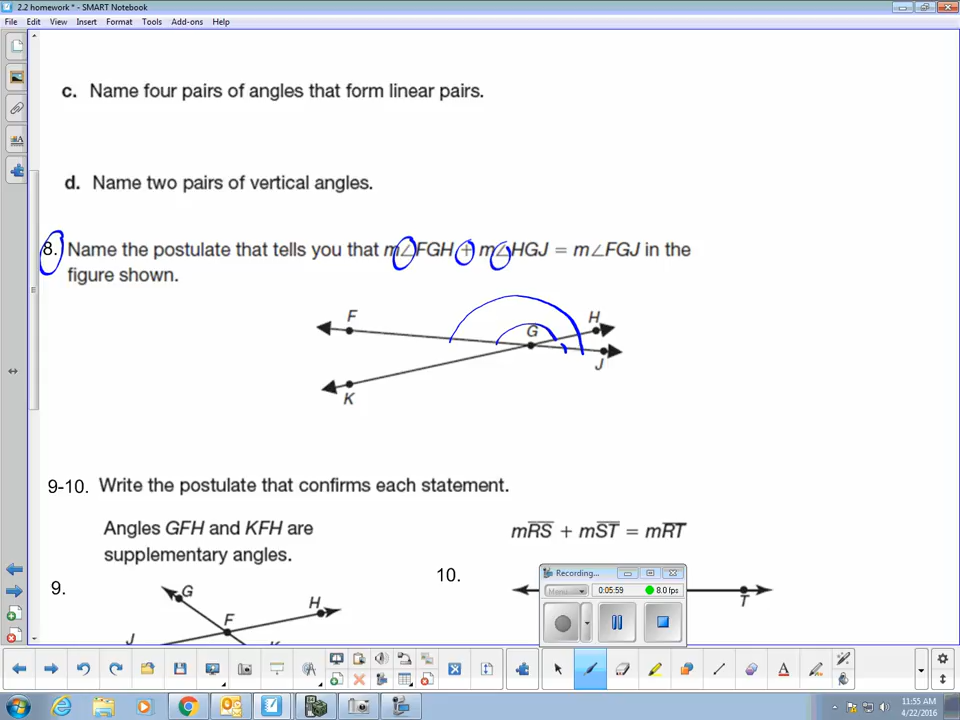 2.2 homework * - SMART Notebook
File Edit View Insert Format Tools Add-ons Help
c. Name four pairs of angles that form linear pairs.
d. Name two pairs of vertical angles.
8. Name the postulate that tells you that m∠FGH + m∠HGJ = m∠FGJ in the
figure shown.
F
H
G
J
K
9-10. Write the postulate that confirms each statement.
Angles GFH and KFH are
supplementary angles.
mRS + mST = mRT
9.
10.
G
H
F
J
T
Recording...
Menu
0:05:59
8.0 fps
11:55 AM
4/22/2016